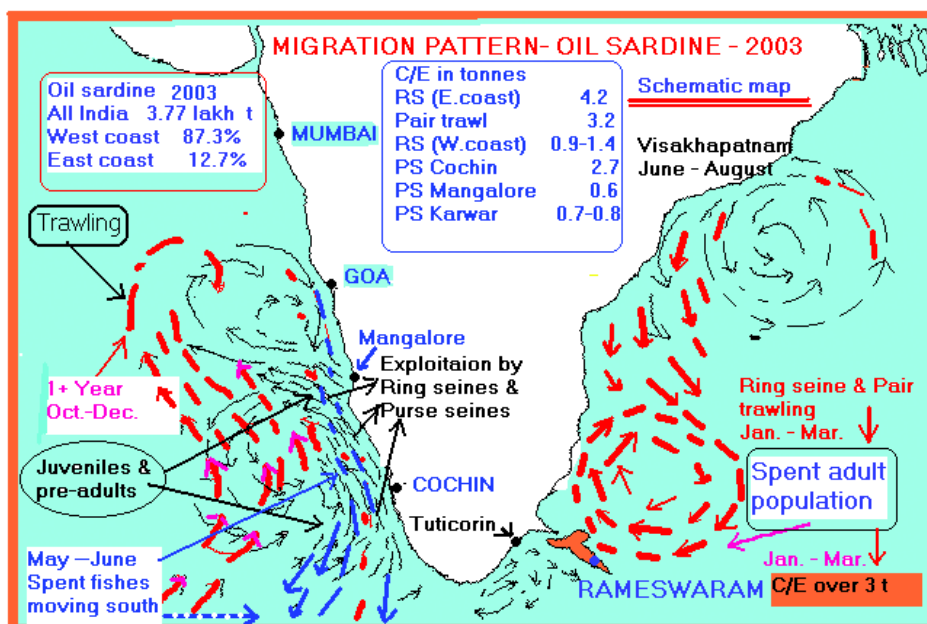 MIGRATION PATTERN- OIL SARDINE - 2003
Oil sardine 2003
All India 3.77 lakh t
West coast 87.3%
East coast 12.7%
C/E in tonnes
RS (E.coast) 4.2
Pair trawl 3.2
RS (W.coast) 0.9-1.4
PS Cochin 2.7
PS Mangalore 0.6
PS Karwar 0.7-0.8
Schematic map
MUMBAI
Visakhapatnam
June - August
Trawling
GOA
Mangalore
Exploitaion by
Ring seines &
Purse seines
1+ Year
Oct.-Dec.
Ring seine & Pair
trawling
Jan. - Mar.
Juveniles &
pre-adults
COCHIN
Spent adult
population
Tuticorin
May —June
Spent fishes
moving south
Jan. - Mar.
RAMESWARAM
C/E over 3 t